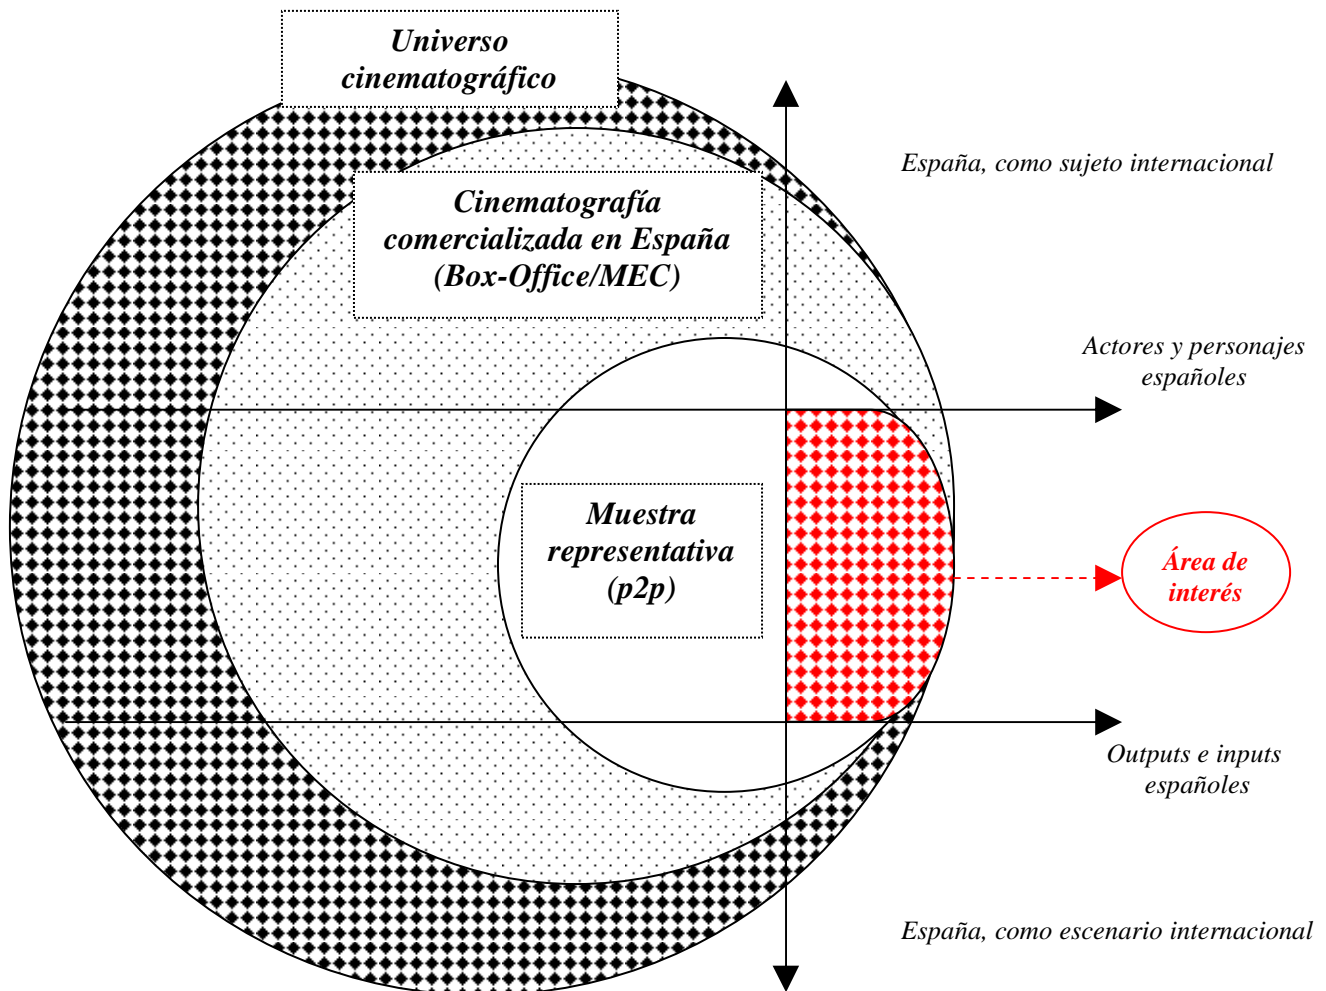 Universo
cinematográfico
España, como sujeto internacional
Cinematografía
comercializada en España
(Box-Office/MEC)
Actores y personajes
españoles
Muestra
representativa
(p2p)
Área de
interés
Outputs e inputs
españoles
España, como escenario internacional